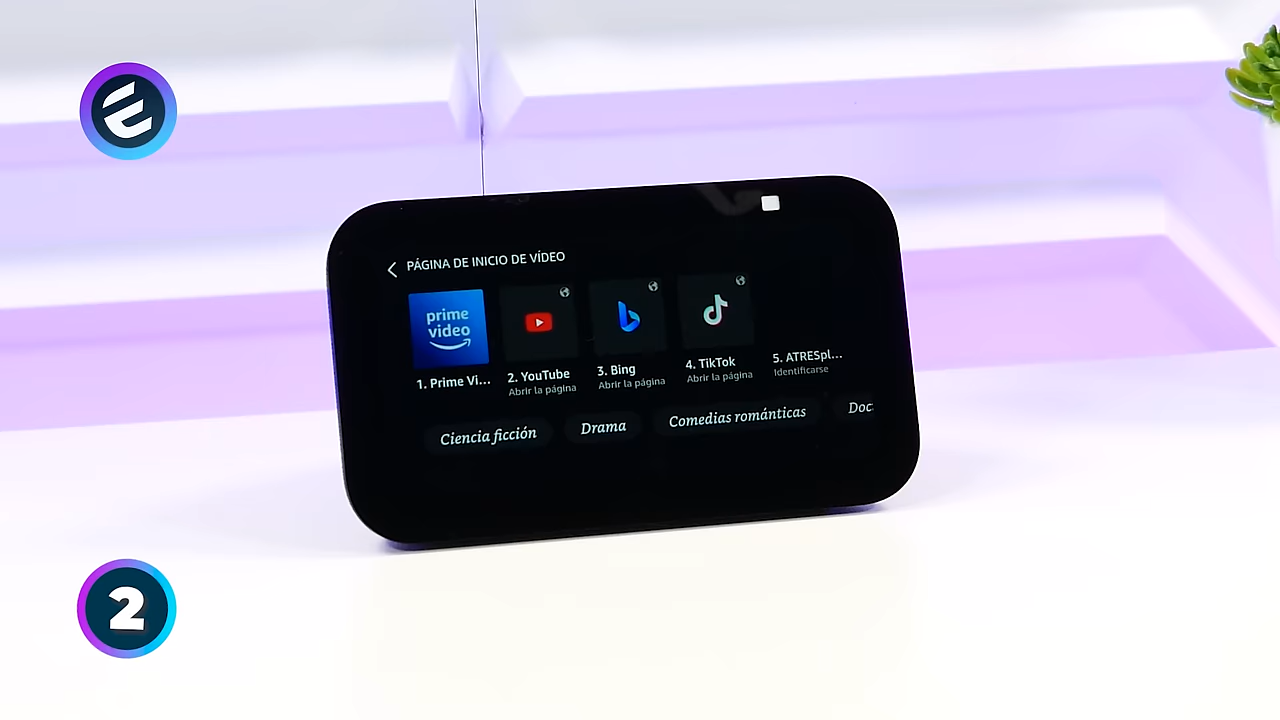 PÁGINA DE INICIO DE VÍDEO
prime
video
1. Prime Vi...
2. YouTube
Abrir la página
3. Bing
Abrir la página
4. TikTok
Abrir la página
5. ATRESpl...
Identificarse
Ciencia ficción
Drama
Comedias románticas
Doc
2